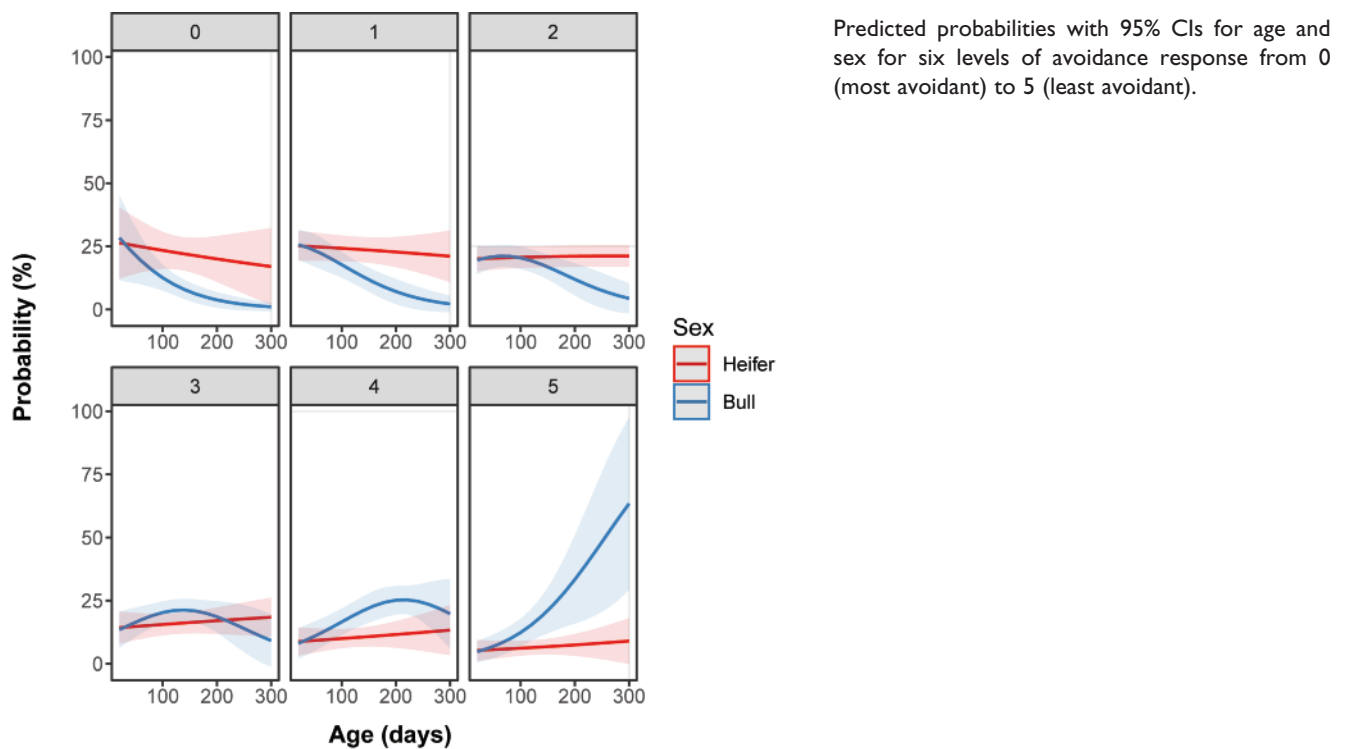 0 1 2
100
75
50
25
0
100 200 300 100 200 300 100 200 300
3 4 5
100
75
50
25
0
100 200 300 100 200 300 100 200 300
Probability (%)
Age (days)
Sex
Heifer
Bull
Predicted probabilities with 95% CIs for age and
sex for six levels of avoidance response from 0
(most avoidant) to 5 (least avoidant).